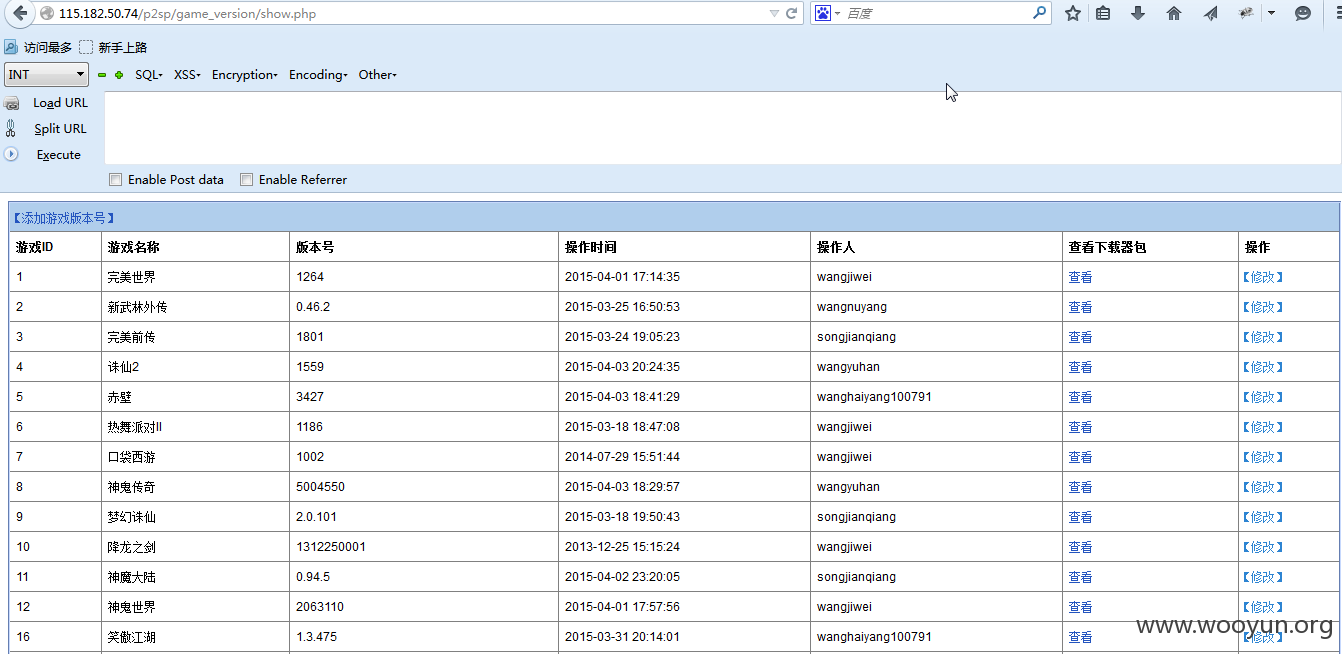 115.182.50.74/p2sp/game_version/show.php 百度
访问最多 新手上路
INT SQL XSS Encryption Encoding Other
Load URL
Split URL
Execute
Enable Post data Enable Referrer
【添加游戏版本号】
游戏ID 游戏名称 版本号 操作时间 操作人 查看下载器包 操作
1 完美世界 1264 2015-04-01 17:14:35 wangjiwei 查看 【修改】
2 新武林外传 0.46.2 2015-03-25 16:50:53 wangnuyang 查看 【修改】
3 完美前传 1801 2015-03-24 19:05:23 songjianqiang 查看 【修改】
4 诛仙2 1559 2015-04-03 20:24:35 wangyuhan 查看 【修改】
5 赤壁 3427 2015-04-03 18:41:29 wanghaiyang100791 查看 【修改】
6 热舞派对II 1186 2015-03-18 18:47:08 wangjiwei 查看 【修改】
7 口袋西游 1002 2014-07-29 15:51:44 wangjiwei 查看 【修改】
8 神鬼传奇 5004550 2015-04-03 18:29:57 wangyuhan 查看 【修改】
9 梦幻诛仙 2.0.101 2015-03-18 19:50:43 songjianqiang 查看 【修改】
10 降龙之剑 1312250001 2013-12-25 15:15:24 wangjiwei 查看 【修改】
11 神魔大陆 0.94.5 2015-04-02 23:20:05 songjianqiang 查看 【修改】
12 神鬼世界 2063110 2015-04-01 17:57:56 wangjiwei 查看 【修改】
16 笑傲江湖 1.3.475 2015-03-31 20:14:01 wanghaiyang100791 查看 【修改】
www.wooyun.org